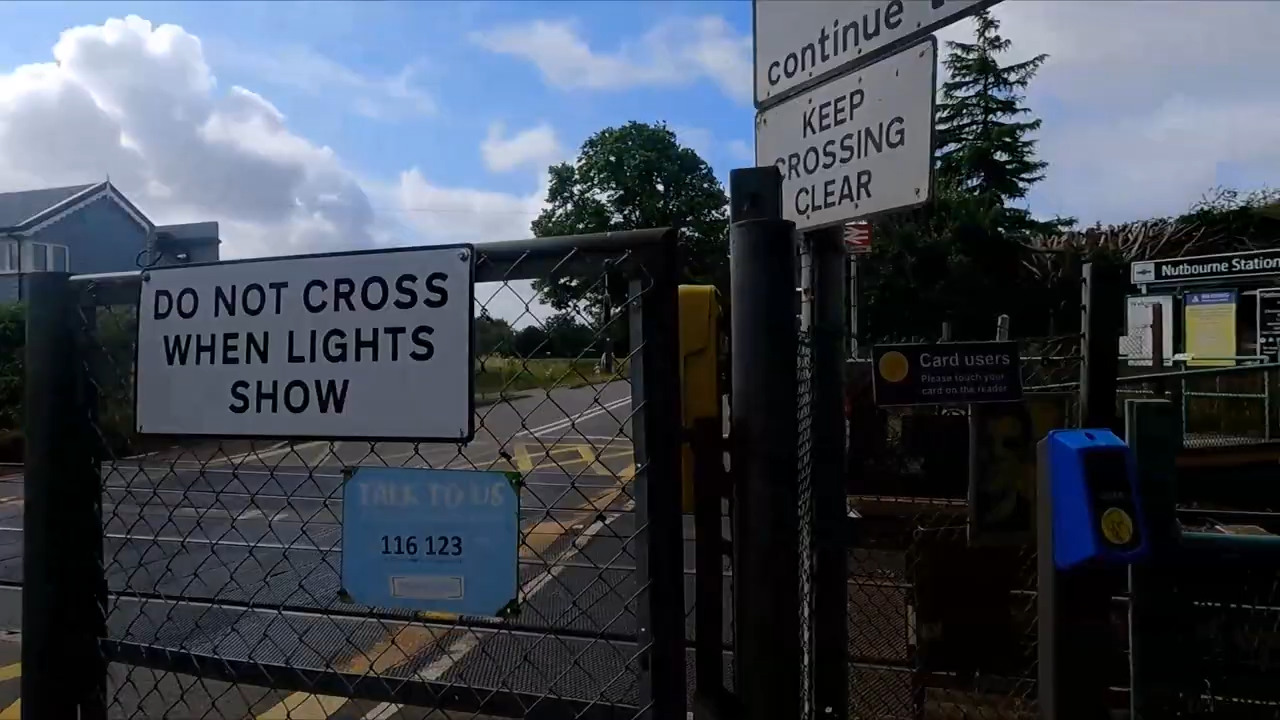 continue
KEEP
CROSSING
CLEAR
DO NOT CROSS
WHEN LIGHTS
SHOW
TALK TO US
116 123
Card users
Please touch your
card on the reader
Nutbourne Station